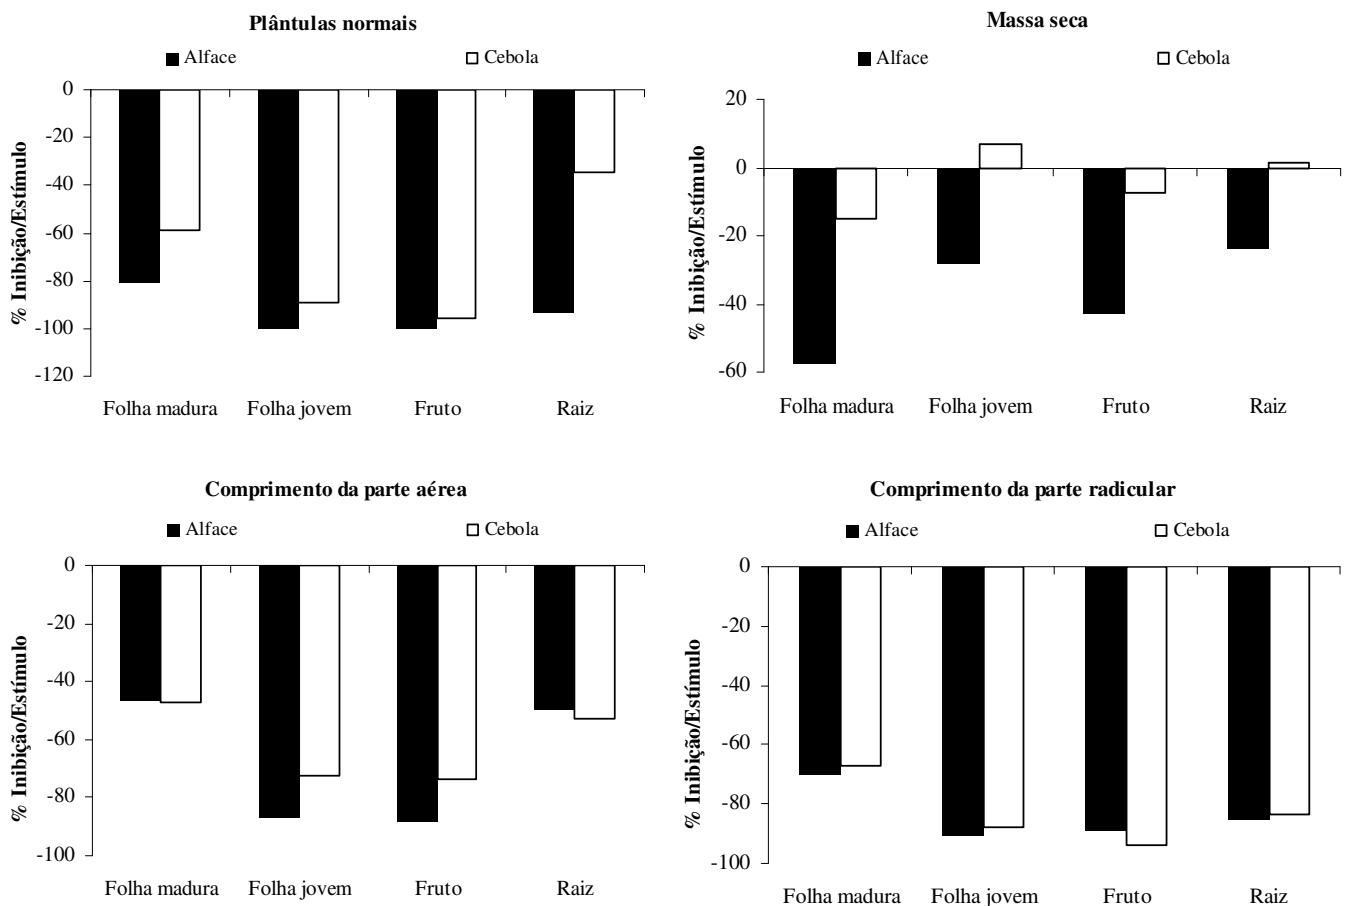 Plântulas normais
Alface Cebola
0
-20
-40
-60
-80
-100
-120
% Inibição/Estímulo
Folha madura Folha jovem Fruto Raiz
Massa seca
Alface Cebola
20
0
-20
-40
-60
% Inibição/Estímulo
Folha madura Folha jovem Fruto Raiz
Comprimento da parte aérea
Alface Cebola
0
-20
-40
-60
-80
-100
% Inibição/Estímulo
Folha madura Folha jovem Fruto Raiz
Comprimento da parte radicular
Alface Cebola
0
-20
-40
-60
-80
-100
% Inibição/Estímulo
Folha madura Folha jovem Fruto Raiz